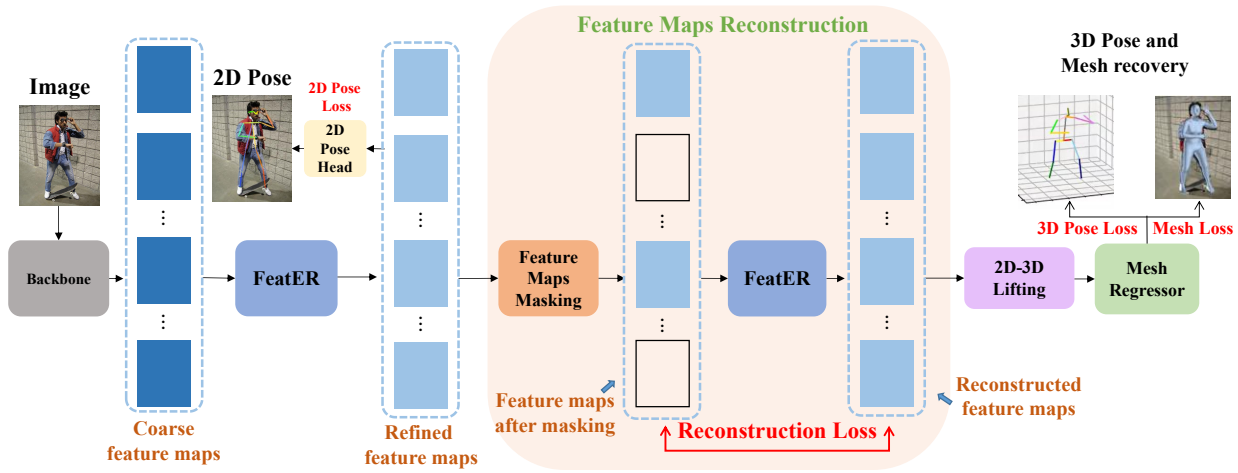 Feature Maps Reconstruction
3D Pose and
Mesh recovery
Image
2D Pose
2D Pose
Loss
2D
Pose
Head
Backbone
FeatER
Feature
Maps
Masking
FeatER
2D-3D
Lifting
Mesh
Regressor
3D Pose Loss
Mesh Loss
Coarse
feature maps
Refined
feature maps
Feature maps
after masking
Reconstruction Loss
Reconstructed
feature maps